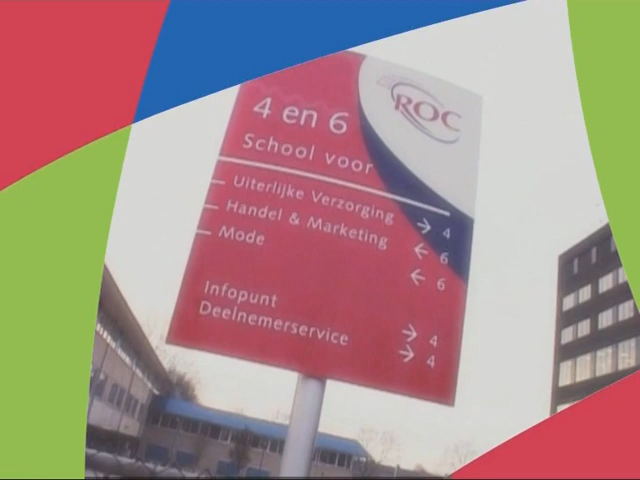 ROC
4 en 6
School voor
Uiterlijke Verzorging → 4
Handel & Marketing ← 6
Mode ← 6
Infopunt → 4
Deelnemerservice → 4